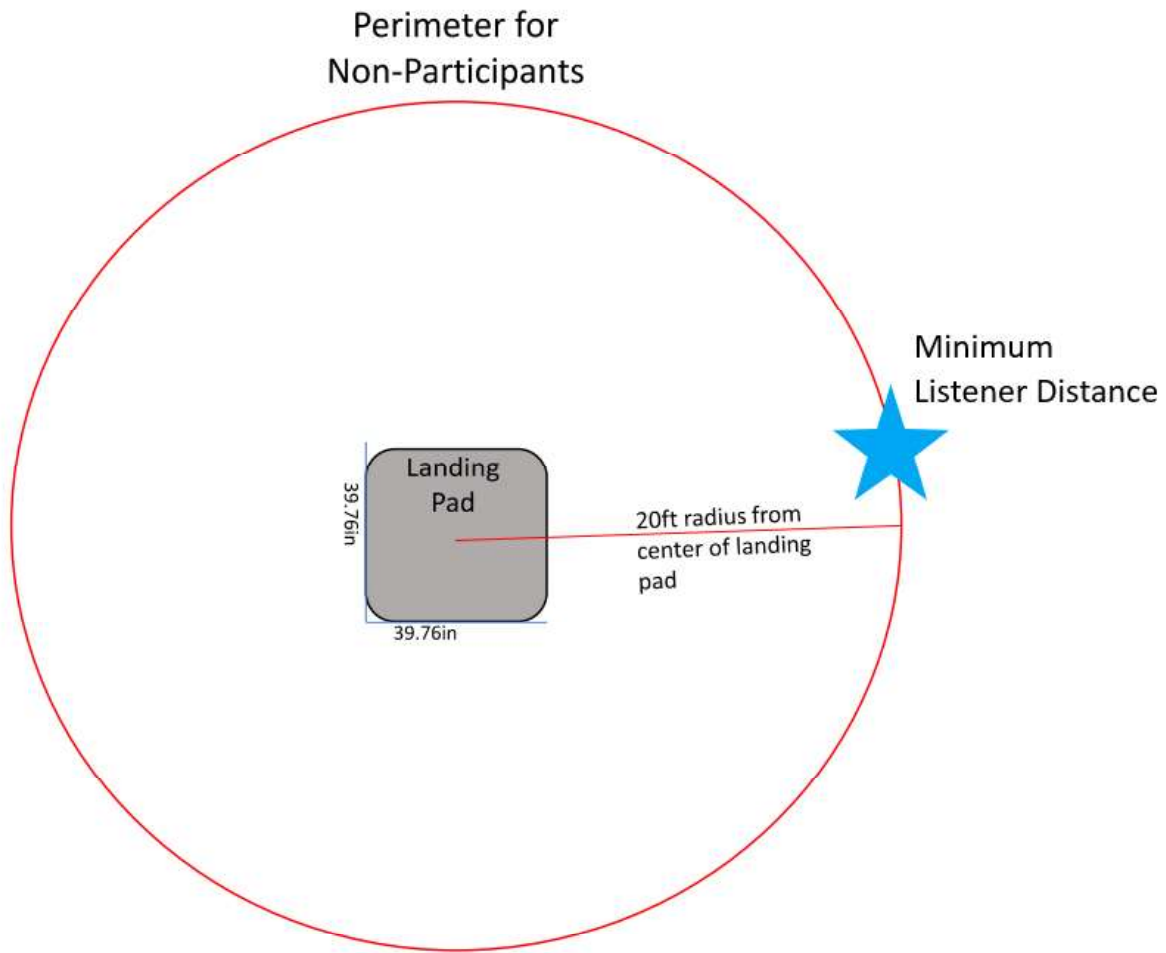 Perimeter for
Non-Participants
Minimum
Listener Distance
Landing
Pad
39.76in
20ft radius from
center of landing
pad
39.76in